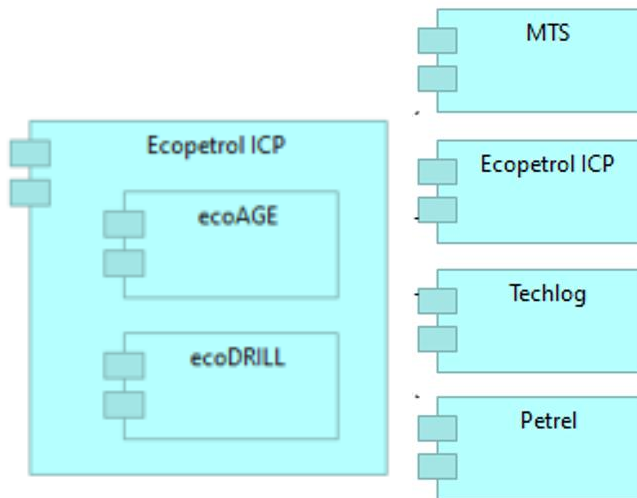 Ecopetrol ICP
ecoAGE
ecoDRILL
MTS
Ecopetrol ICP
Techlog
Petrel